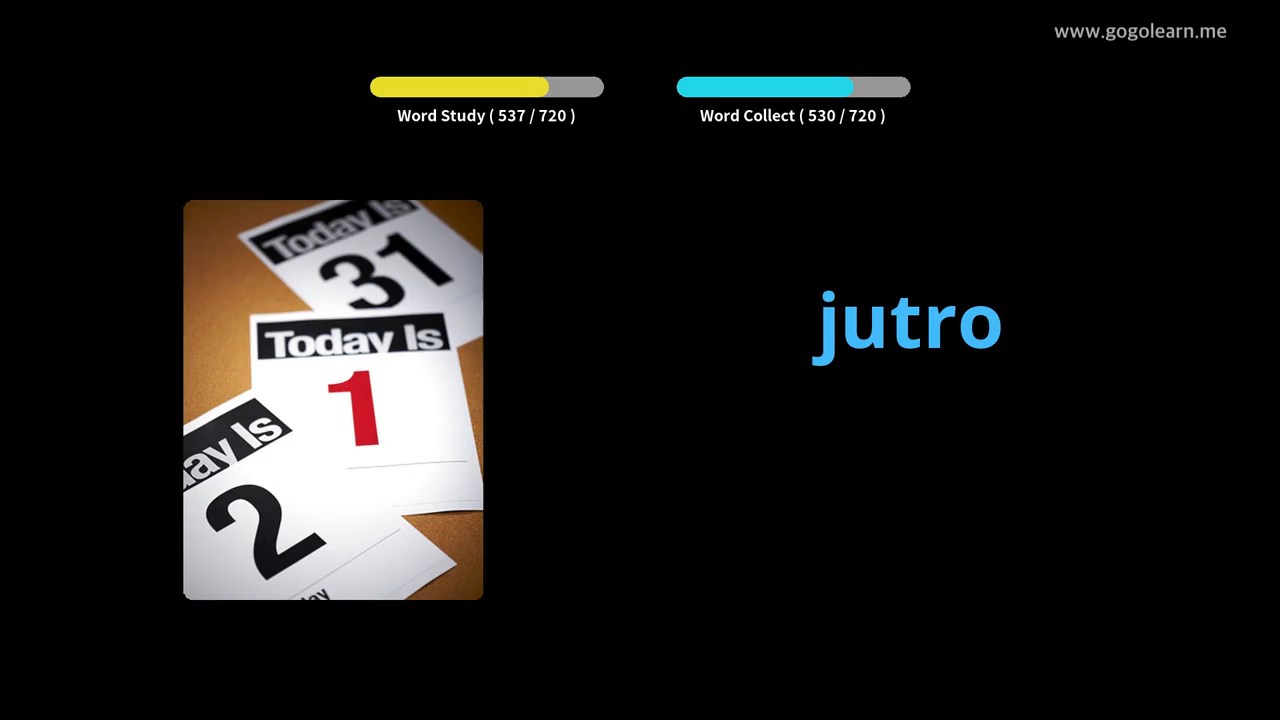 www.gogolearn.me
Word Study ( 537 / 720 )
Word Collect ( 530 / 720 )
Today Is
31
Today Is
1
ay Is
2
jutro